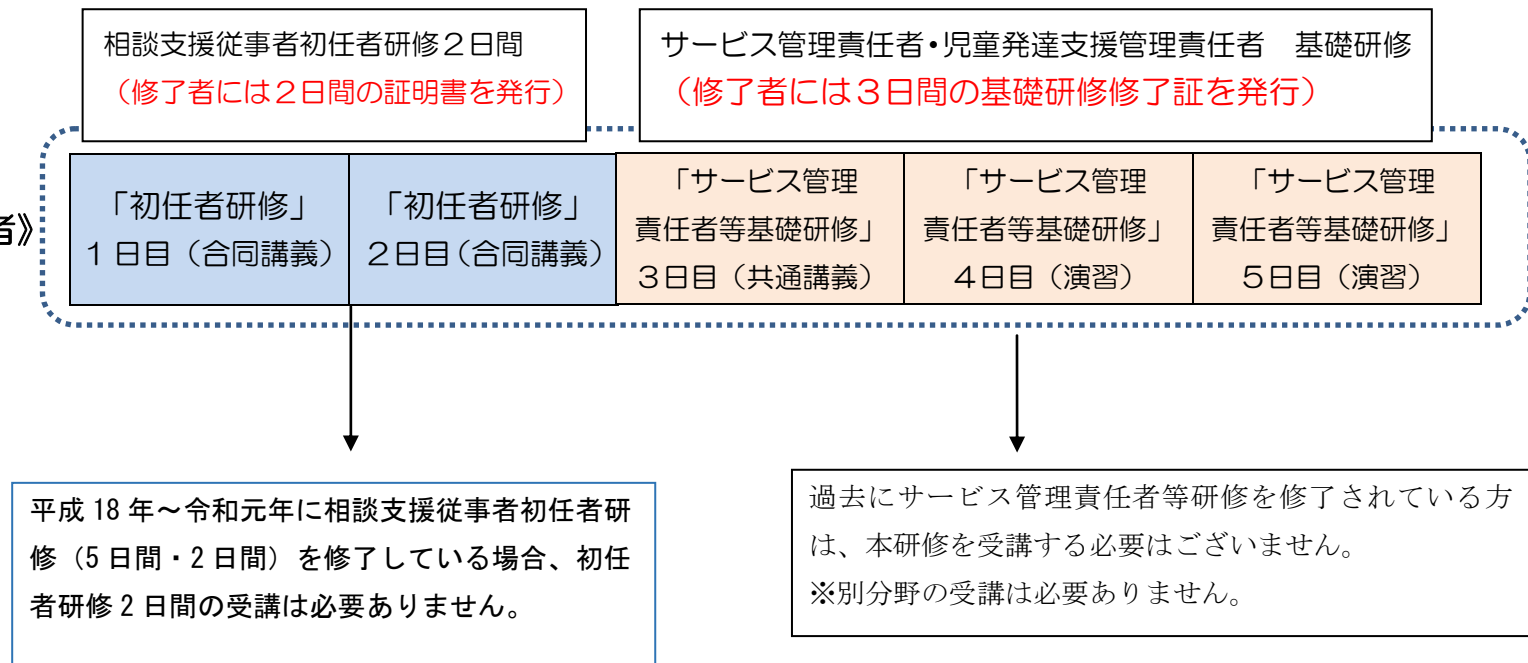 相談支援従事者初任者研修２日間
（修了者には２日間の証明書を発行）
サービス管理責任者・児童発達支援管理責任者　基礎研修
（修了者には３日間の基礎研修修了証を発行）
者》
「初任者研修」
１日目（合同講義）
「初任者研修」
２日目（合同講義）
「サービス管理
責任者等基礎研修」
３日目（共通講義）
「サービス管理
責任者等基礎研修」
４日目（演習）
「サービス管理
責任者等基礎研修」
５日目（演習）
平成 18 年～令和元年に相談支援従事者初任者研
修（5 日間・2 日間）を修了している場合、初任
者研修 2 日間の受講は必要ありません。
過去にサービス管理責任者等研修を修了されている方
は、本研修を受講する必要はございません。
※別分野の受講は必要ありません。